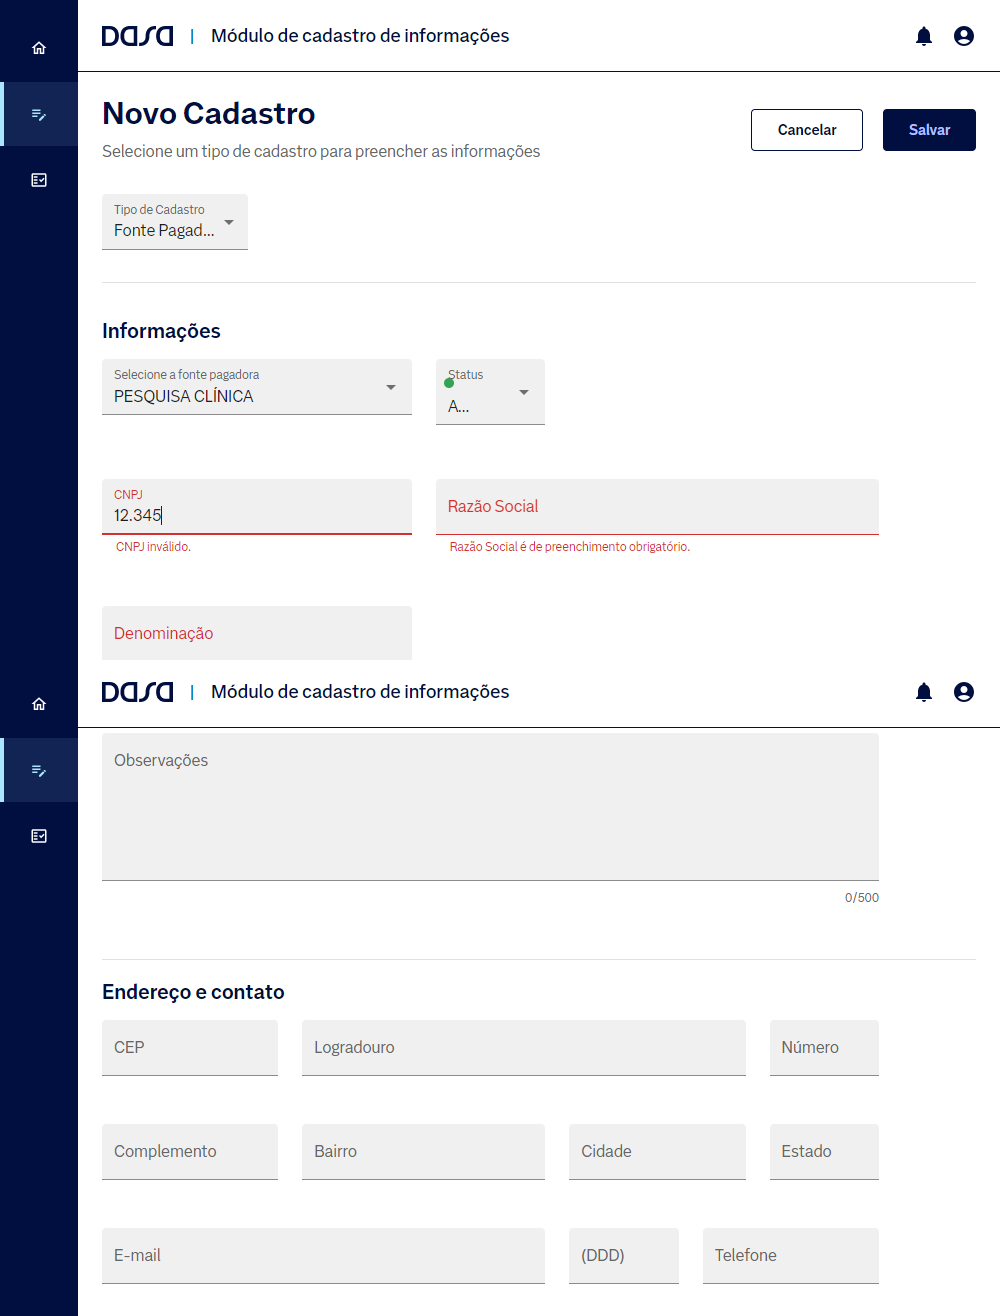 Dasa | Módulo de cadastro de informações
Novo Cadastro
Selecione um tipo de cadastro para preencher as informações
Cancelar
Salvar
Tipo de Cadastro
Fonte Pagad...
Informações
Selecione a fonte pagadora
PESQUISA CLÍNICA
Status
A...
CNPJ
12.345
CNPJ inválido.
Razão Social
Razão Social é de preenchimento obrigatório.
Denominação
Dasa | Módulo de cadastro de informações
Observações
0/500
Endereço e contato
CEP
Logradouro
Número
Complemento
Bairro
Cidade
Estado
E-mail
(DDD)
Telefone